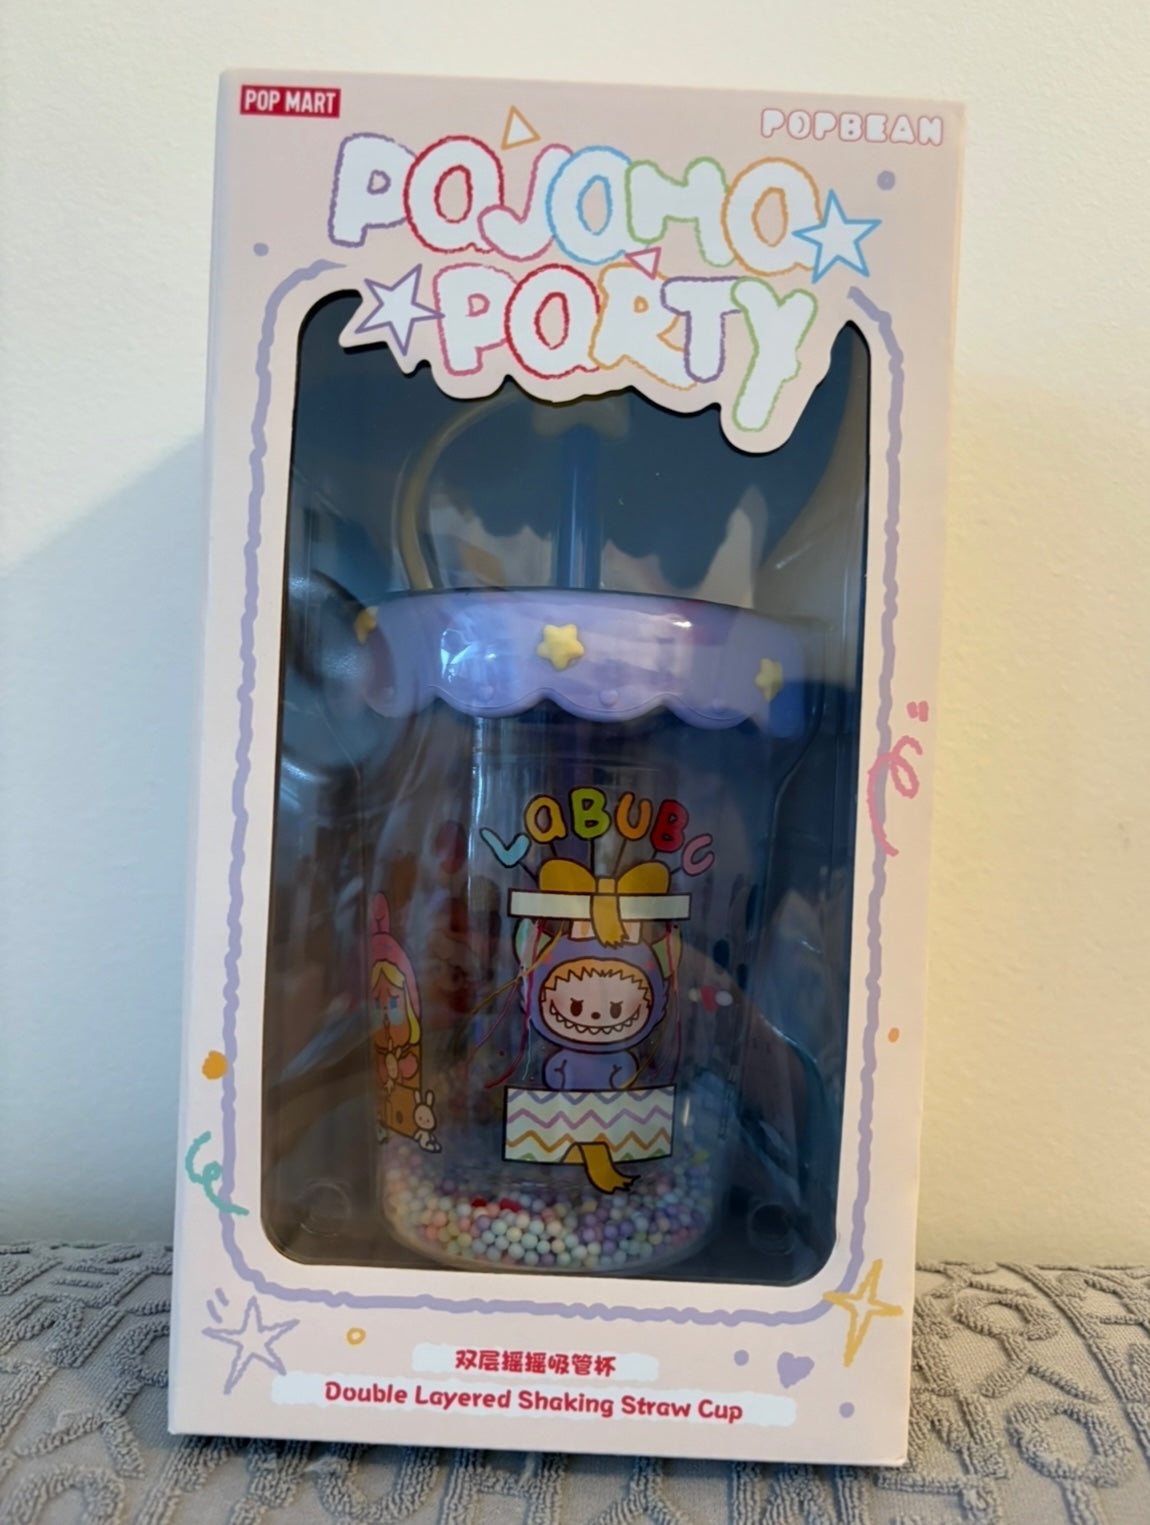 POP MART
POPBEAN
PAJAMA
PARTY
LABUBU
双层摇摇吸管杯
Double Layered Shaking Straw Cup